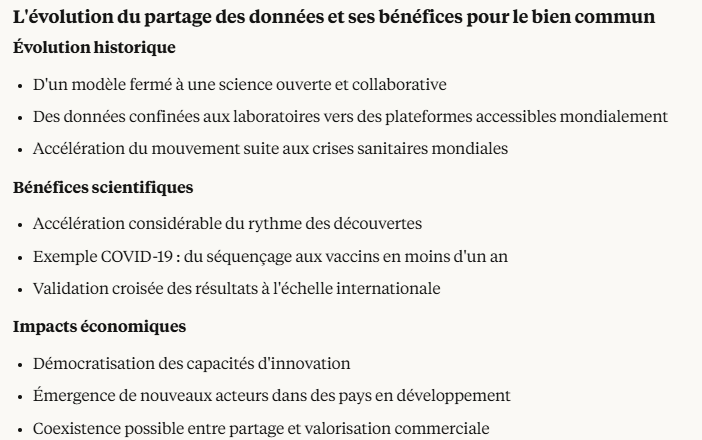 L'évolution du partage des données et ses bénéfices pour le bien commun
Évolution historique
• D'un modèle fermé à une science ouverte et collaborative
• Des données confinées aux laboratoires vers des plateformes accessibles mondialement
• Accélération du mouvement suite aux crises sanitaires mondiales
Bénéfices scientifiques
• Accélération considérable du rythme des découvertes
• Exemple COVID-19 : du séquençage aux vaccins en moins d'un an
• Validation croisée des résultats à l'échelle internationale
Impacts économiques
• Démocratisation des capacités d'innovation
• Émergence de nouveaux acteurs dans des pays en développement
• Coexistence possible entre partage et valorisation commerciale